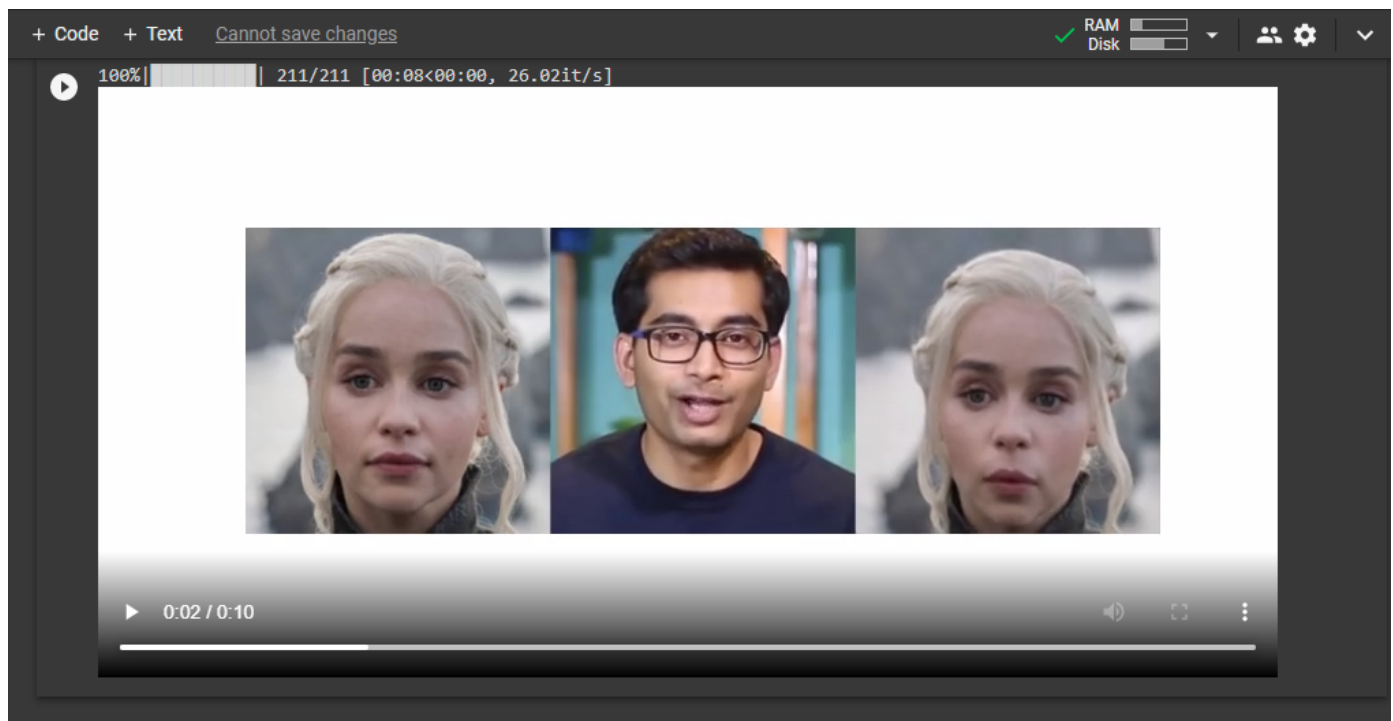 + Code + Text Cannot save changes RAM
Disk
100%|██████████| 211/211 [00:08<00:00, 26.02it/s]
0:02 / 0:10